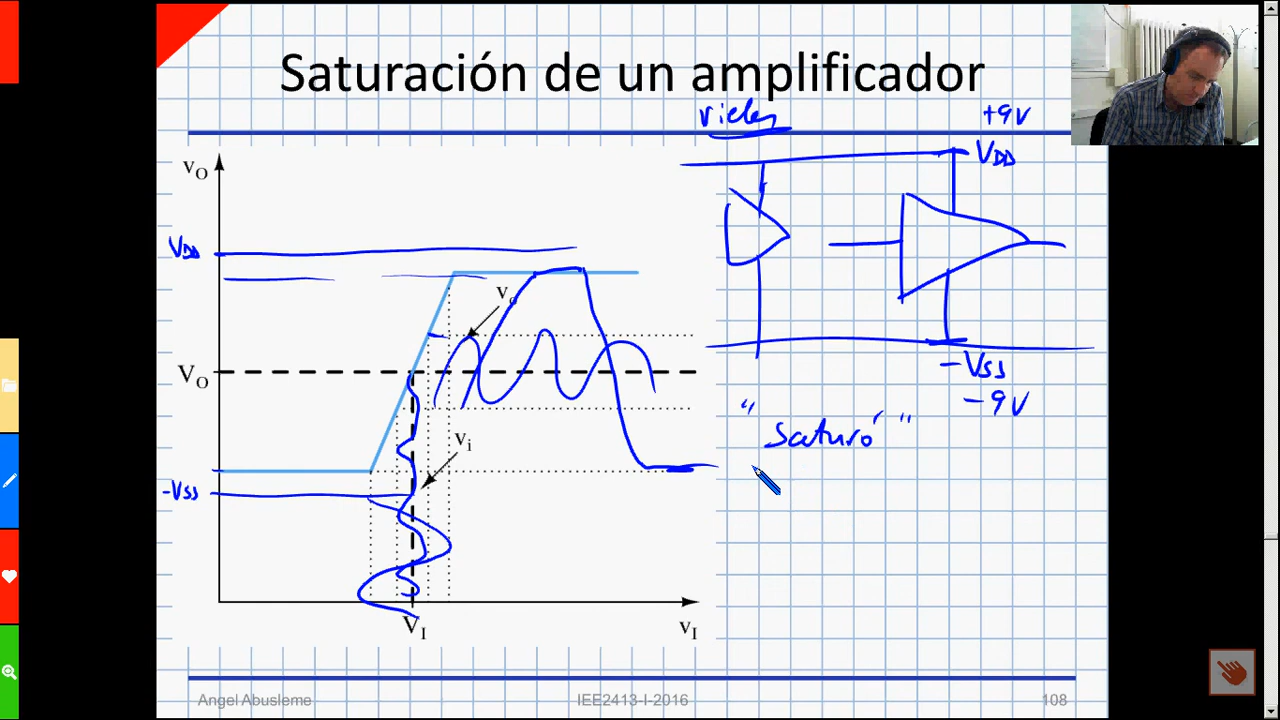 Saturación de un amplificador
rieles
+9V
VDD
vO
VDD
vo
VO
-VSS
-9V
"saturó"
vi
-VSS
VI
vI
Angel Abusleme
IEE2413-I-2016
108